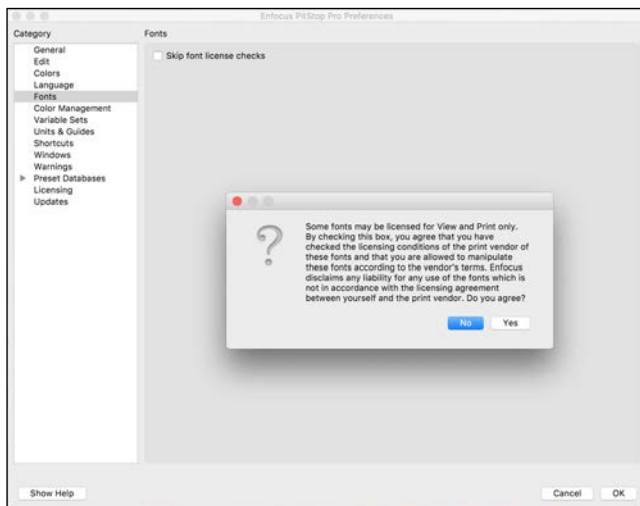 Enfocus PitStop Pro Preferences
Category
Fonts
General
Edit
Colors
Language
Fonts
Color Management
Variable Sets
Units & Guides
Shortcuts
Windows
Warnings
Preset Databases
Licensing
Updates
Skip font license checks
Some fonts may be licensed for View and Print only.
By checking this box, you agree that you have
checked the licensing conditions of the print vendor of
these fonts and that you are allowed to manipulate
these fonts according to the vendor's terms. Enfocus
disclaims any liability for any use of the fonts which is
not in accordance with the licensing agreement
between yourself and the print vendor. Do you agree?
No
Yes
Show Help
Cancel
OK